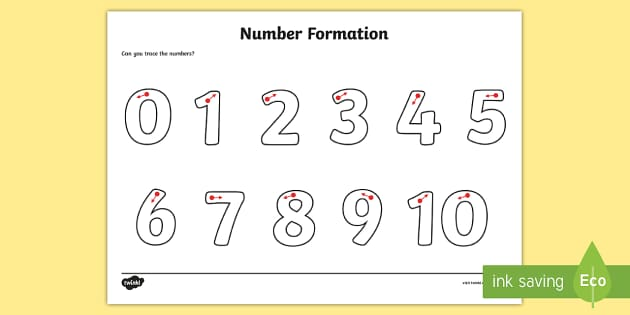 Number Formation
Can you trace the numbers?
0 1 2 3 4 5
6 7 8 9 10
twinkl
ink saving Eco